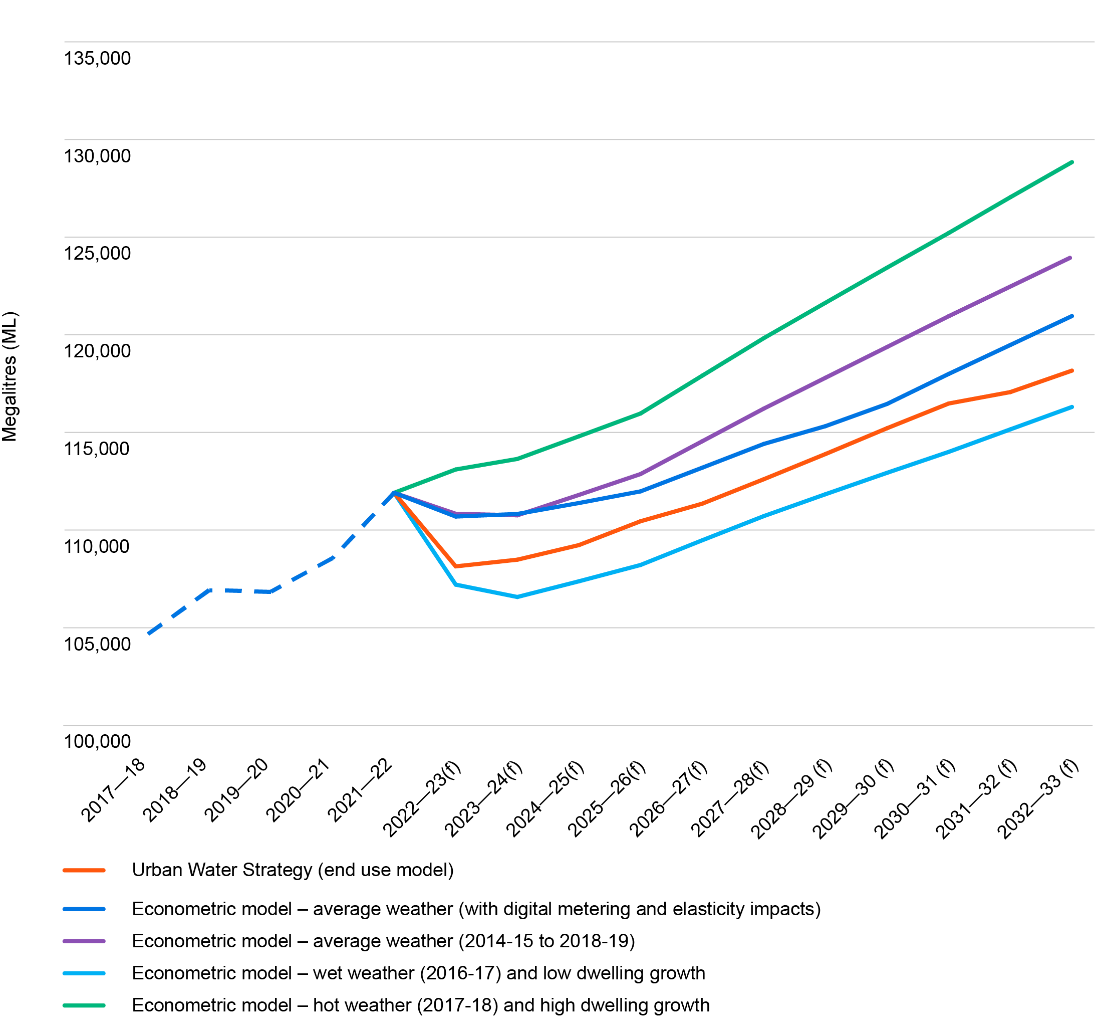 135,000
130,000
125,000
120,000
115,000
110,000
105,000
100,000
Megalitres (ML)
2017—18
2018—19
2019—20
2020—21
2021—22
2022—23(f)
2023—24(f)
2024—25(f)
2025—26(f)
2026—27(f)
2027—28(f)
2028—29 (f)
2029—30 (f)
2030—31 (f)
2031—32 (f)
2032—33 (f)
Urban Water Strategy (end use model)
Econometric model – average weather (with digital metering and elasticity impacts)
Econometric model – average weather (2014-15 to 2018-19)
Econometric model – wet weather (2016-17) and low dwelling growth
Econometric model – hot weather (2017-18) and high dwelling growth